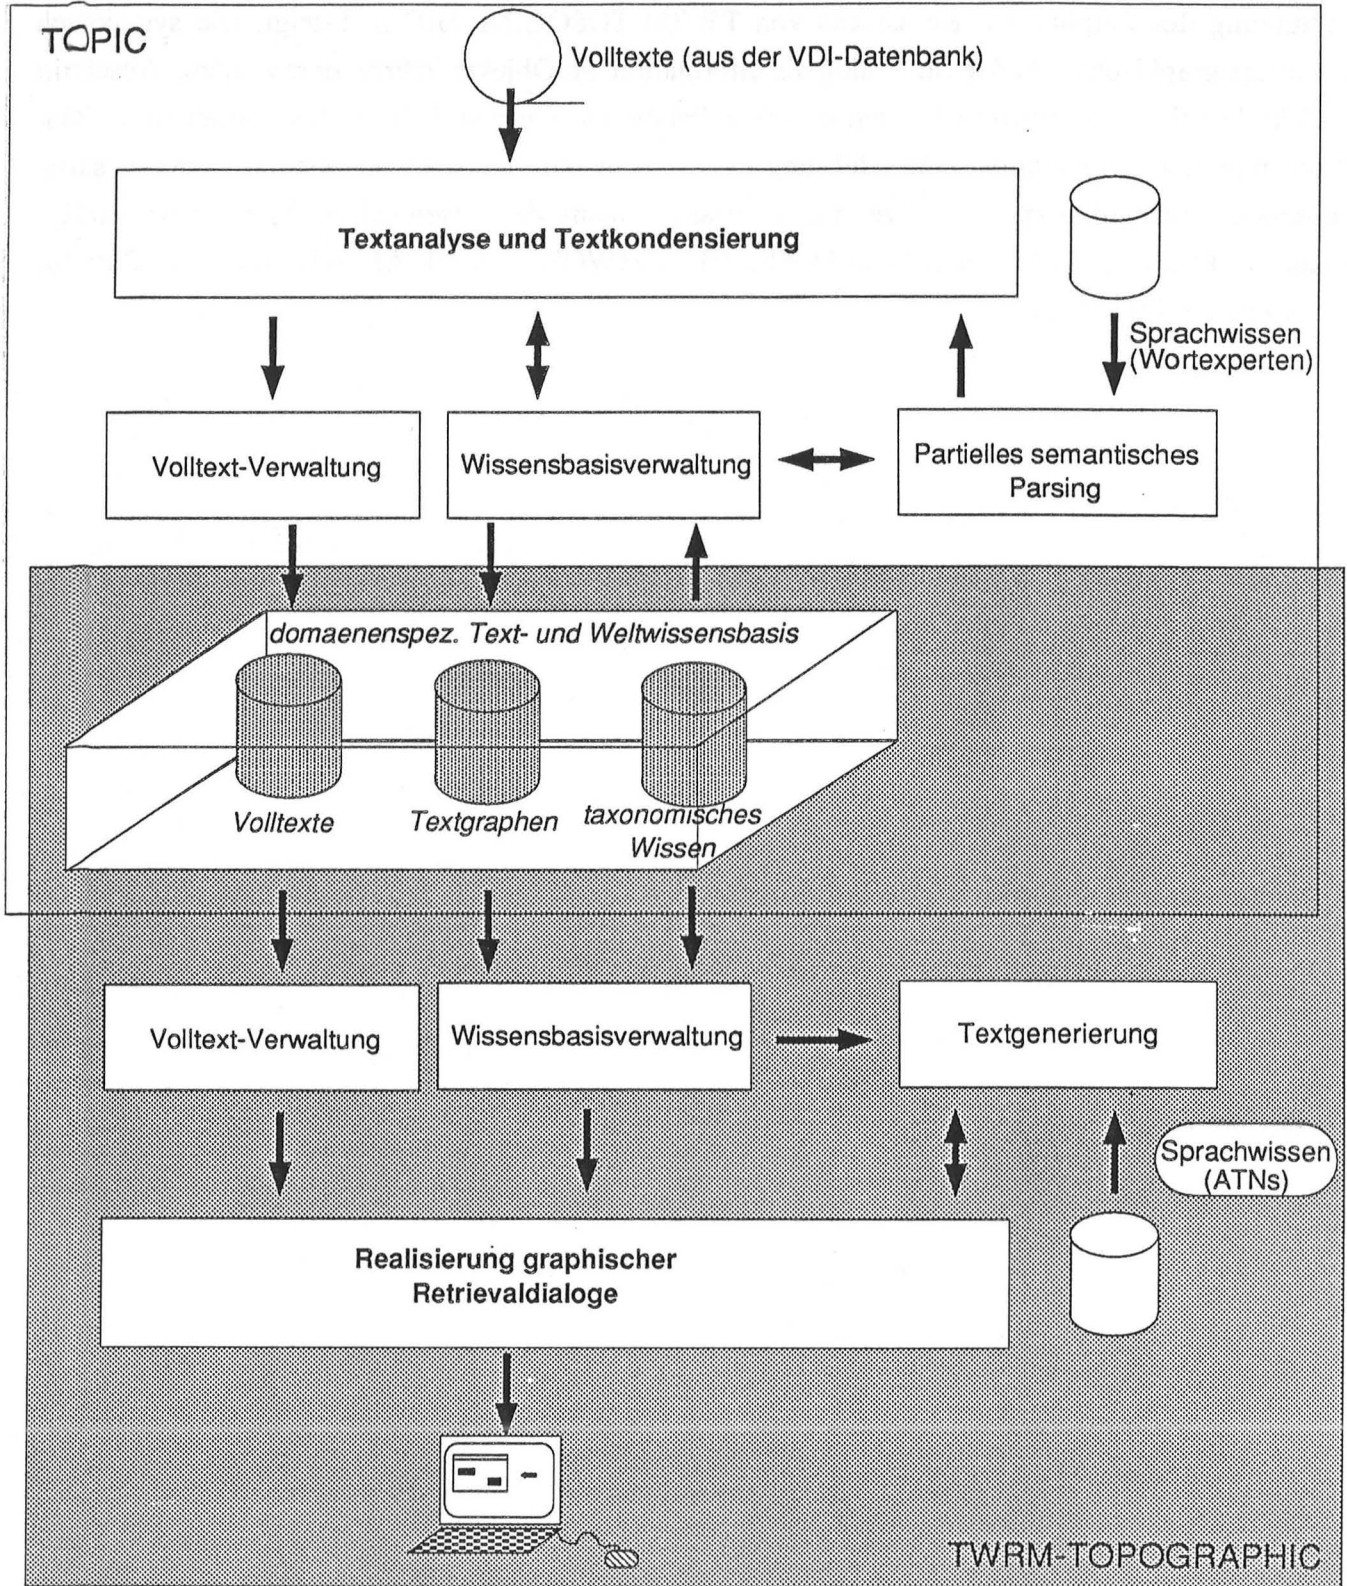 TOPIC
Volltexte (aus der VDI-Datenbank)
Textanalyse und Textkondensierung
Sprachwissen
(Wortexperten)
Volltext-Verwaltung
Wissensbasisverwaltung
Partielles semantisches
Parsing
domaenenspez. Text- und Weltwissensbasis
Volltexte
Textgraphen
taxonomisches
Wissen
Volltext-Verwaltung
Wissensbasisverwaltung
Textgenerierung
Sprachwissen
(ATNs)
Realisierung graphischer
Retrievaldialoge
TWRM-TOPOGRAPHIC